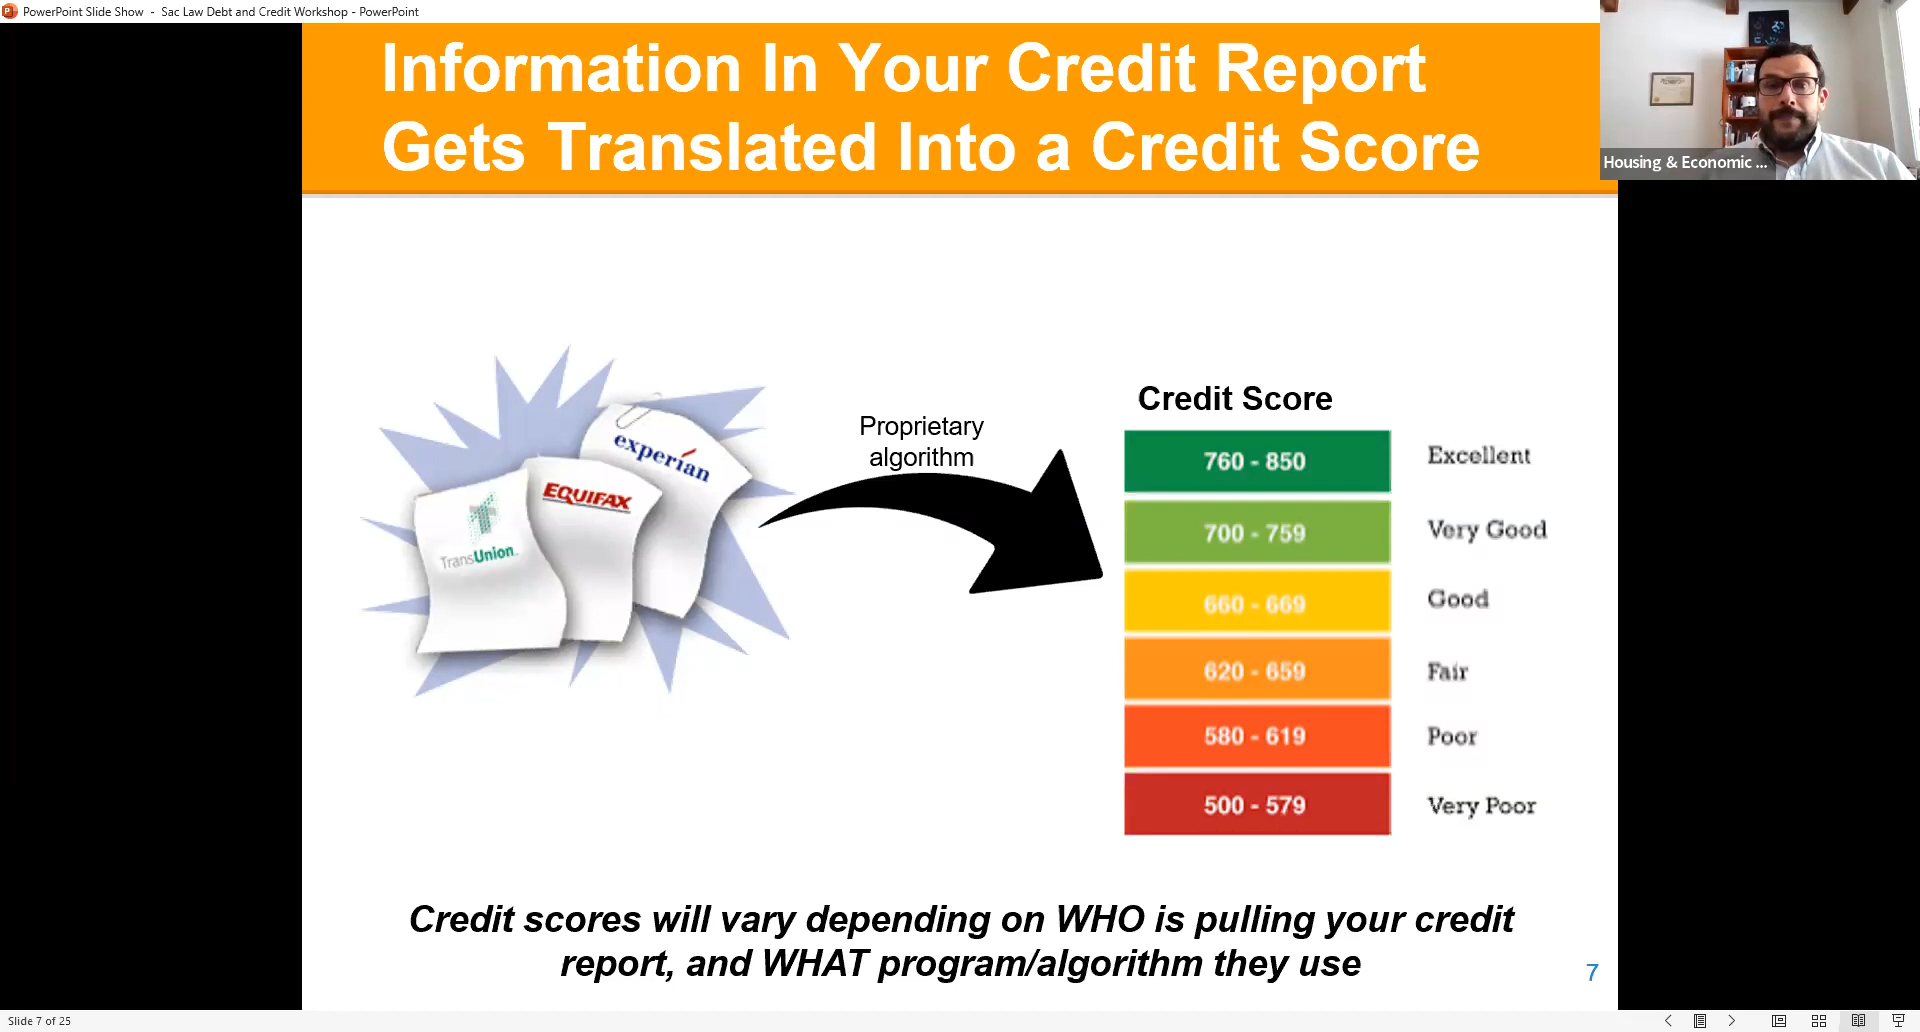 PowerPoint Slide Show - Sac Law Debt and Credit Workshop - PowerPoint
Information In Your Credit Report
Gets Translated Into a Credit Score
Housing & Economic ...
experian
EQUIFAX
TransUnion
Proprietary
algorithm
Credit Score
760 - 850 Excellent
700 - 759 Very Good
660 - 669 Good
620 - 659 Fair
580 - 619 Poor
500 - 579 Very Poor
Credit scores will vary depending on WHO is pulling your credit
report, and WHAT program/algorithm they use
7
Slide 7 of 25